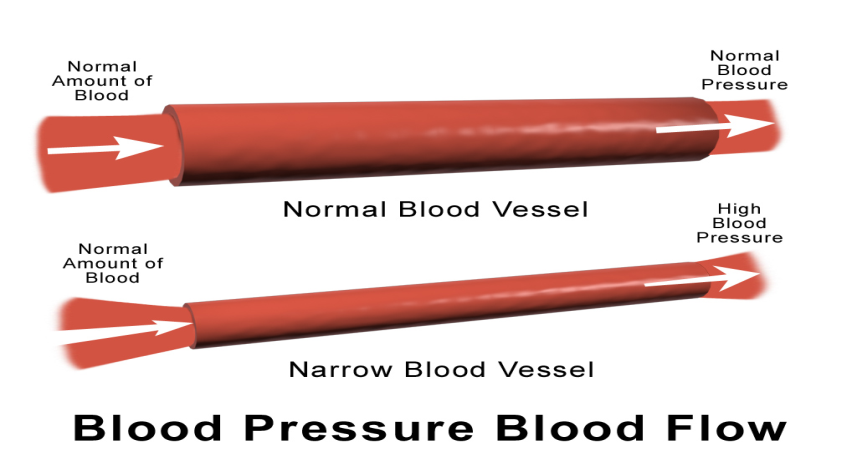 Normal
Amount of
Blood
Normal
Blood
Pressure
Normal Blood Vessel
Normal
Amount of
Blood
High
Blood
Pressure
Narrow Blood Vessel
Blood Pressure Blood Flow